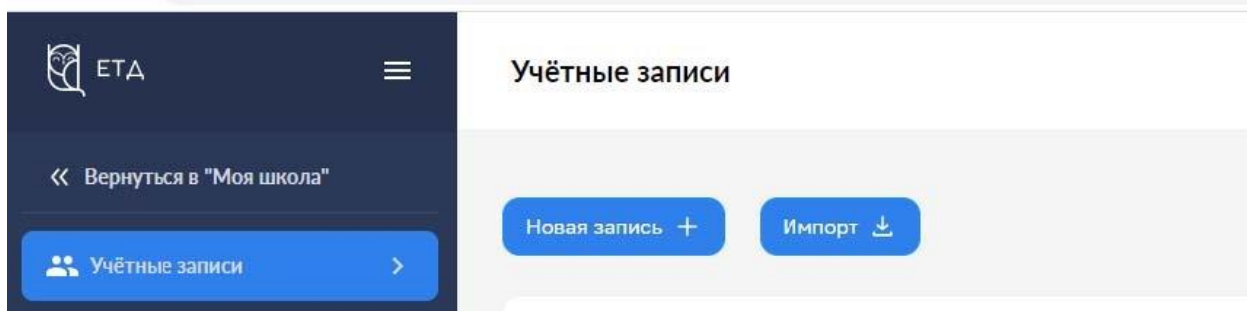 ЕТД
Учётные записи
Вернуться в "Моя школа"
Новая запись
Импорт
Учётные записи